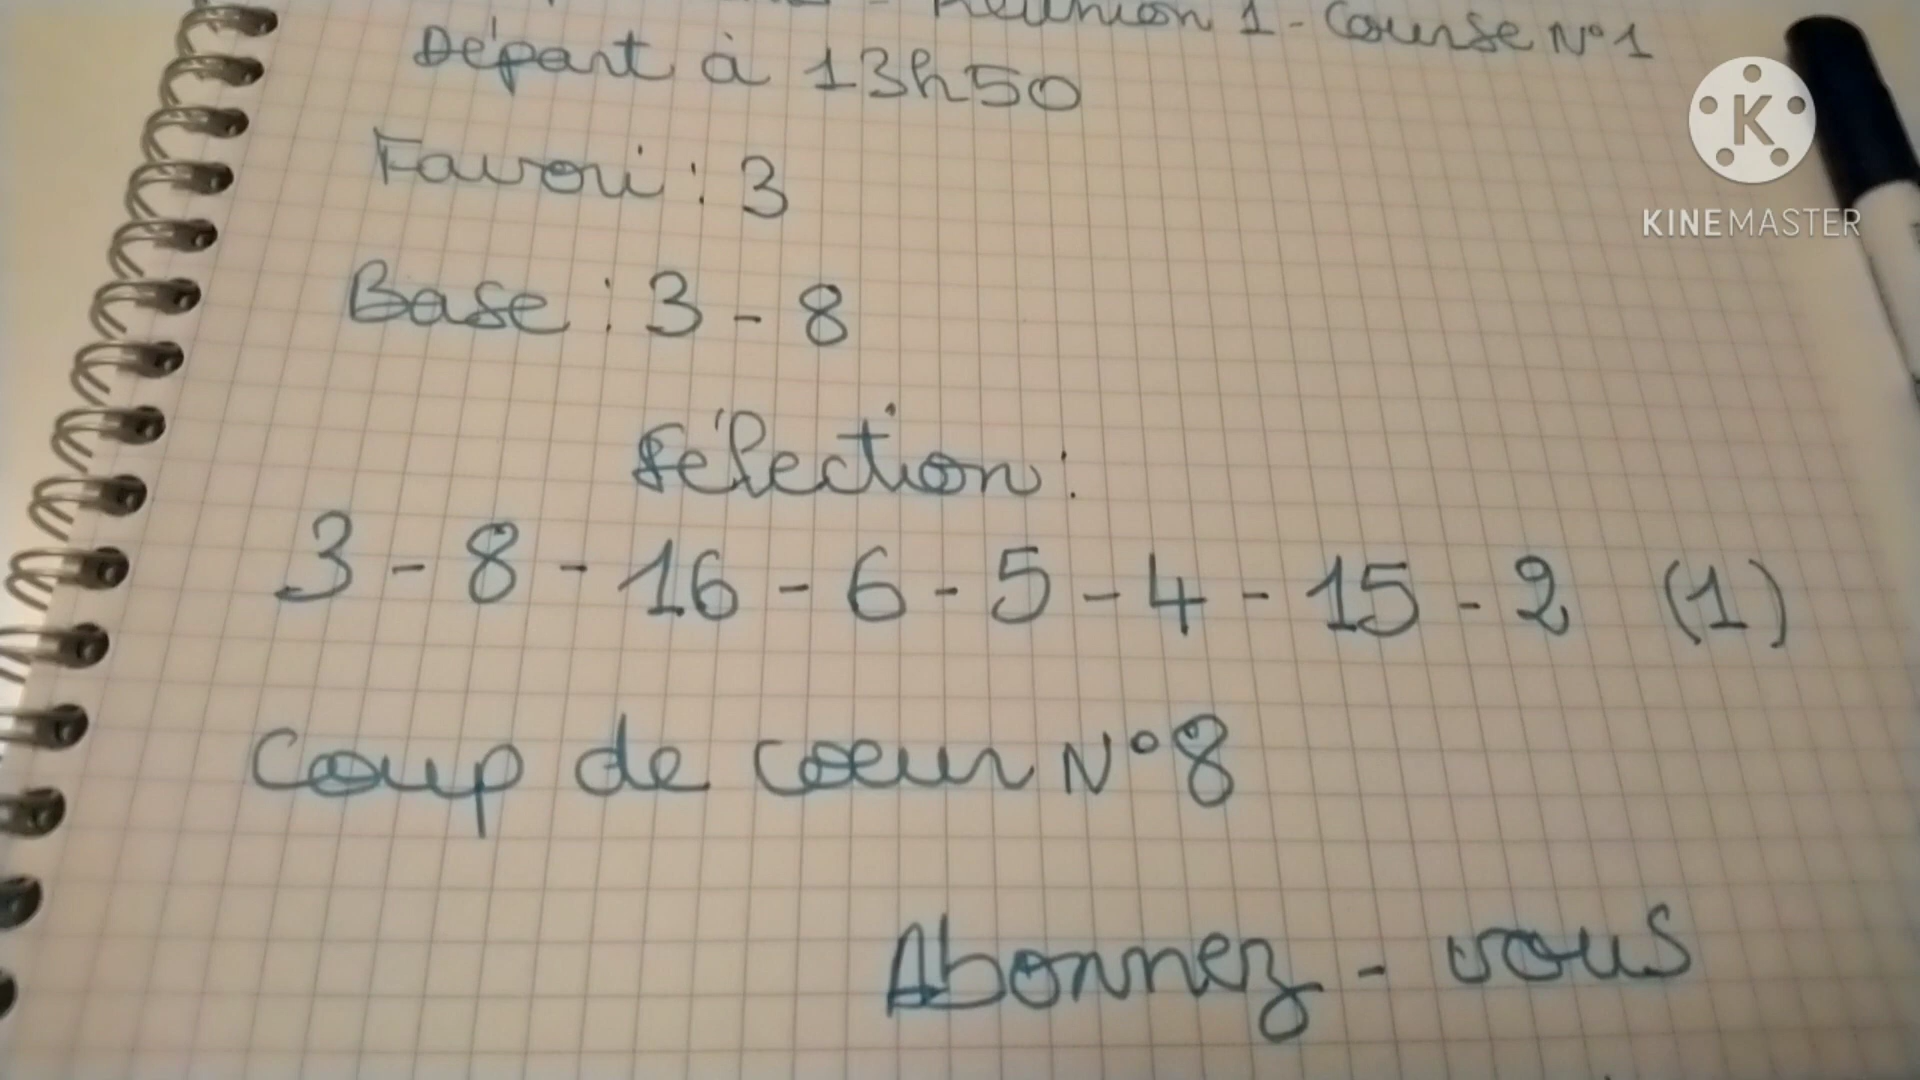 Réunion 1 - Course N°1
Départ à 13h50
Favori : 3
Base : 3 - 8
Sélection :
3 - 8 - 16 - 6 - 5 - 4 - 15 - 2 (1)
Coup de coeur N°8
Abonnez - vous
K
KINEMASTER